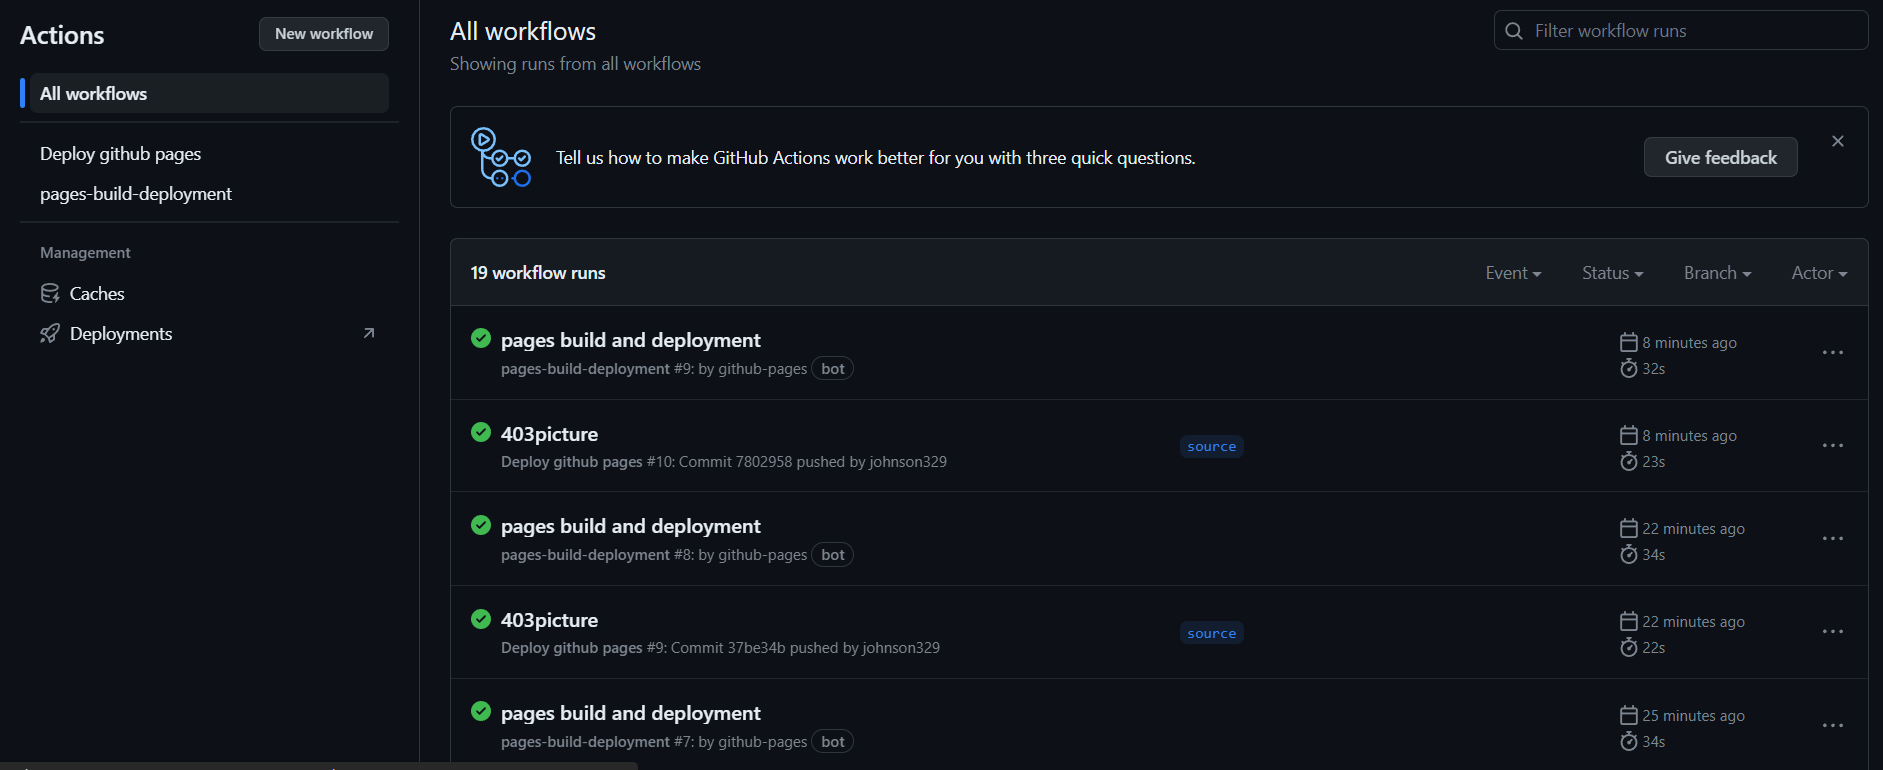 Actions
New workflow
All workflows
Deploy github pages
pages-build-deployment
Management
Caches
Deployments
All workflows
Showing runs from all workflows
Filter workflow runs
Tell us how to make GitHub Actions work better for you with three quick questions.
Give feedback
19 workflow runs
Event
Status
Branch
Actor
pages build and deployment
pages-build-deployment #9: by github-pages bot
8 minutes ago
32s
403picture
Deploy github pages #10: Commit 7802958 pushed by johnson329
source
8 minutes ago
23s
pages build and deployment
pages-build-deployment #8: by github-pages bot
22 minutes ago
34s
403picture
Deploy github pages #9: Commit 37be34b pushed by johnson329
source
22 minutes ago
22s
pages build and deployment
pages-build-deployment #7: by github-pages bot
25 minutes ago
34s